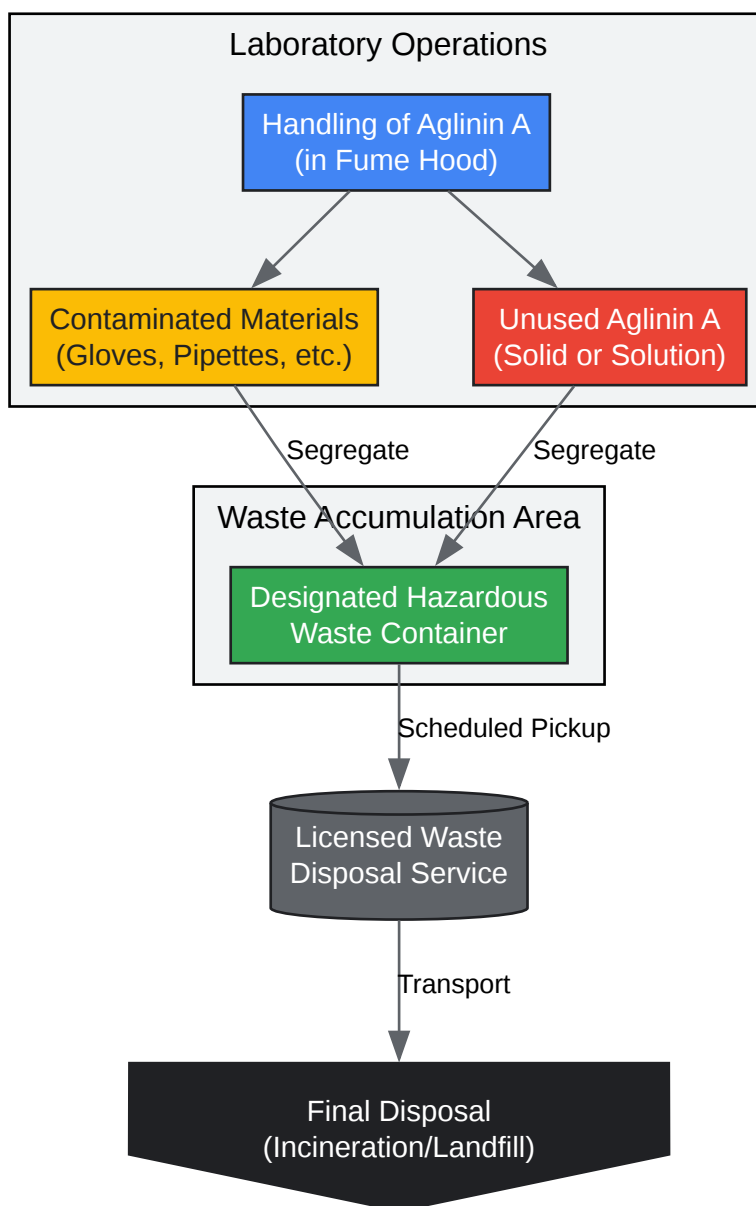 Laboratory Operations
Handling of Aglinin A
(in Fume Hood)
Contaminated Materials
(Gloves, Pipettes, etc.)
Unused Aglinin A
(Solid or Solution)
Segregate
Segregate
Waste Accumulation Area
Designated Hazardous
Waste Container
Scheduled Pickup
Licensed Waste
Disposal Service
Transport
Final Disposal
(Incineration/Landfill)